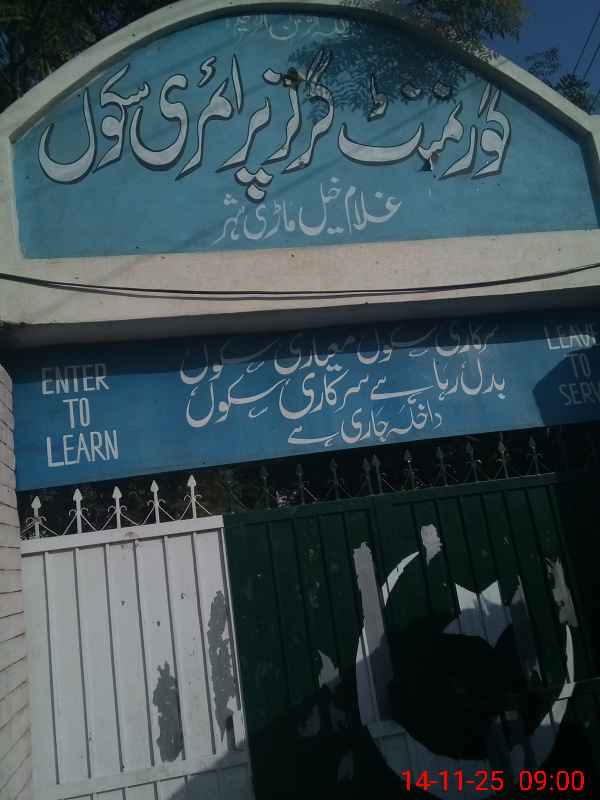 گورنمنٹ گرلز پرائمری سکول
غلام خیل ماڑی شہر
ENTER
TO
LEARN
سرکاری سکول معیاری سکول
بدل رہا ہے سرکاری سکول
داخلہ جاری ہے
LEAVE
TO
SERV
14-11-25 09:00